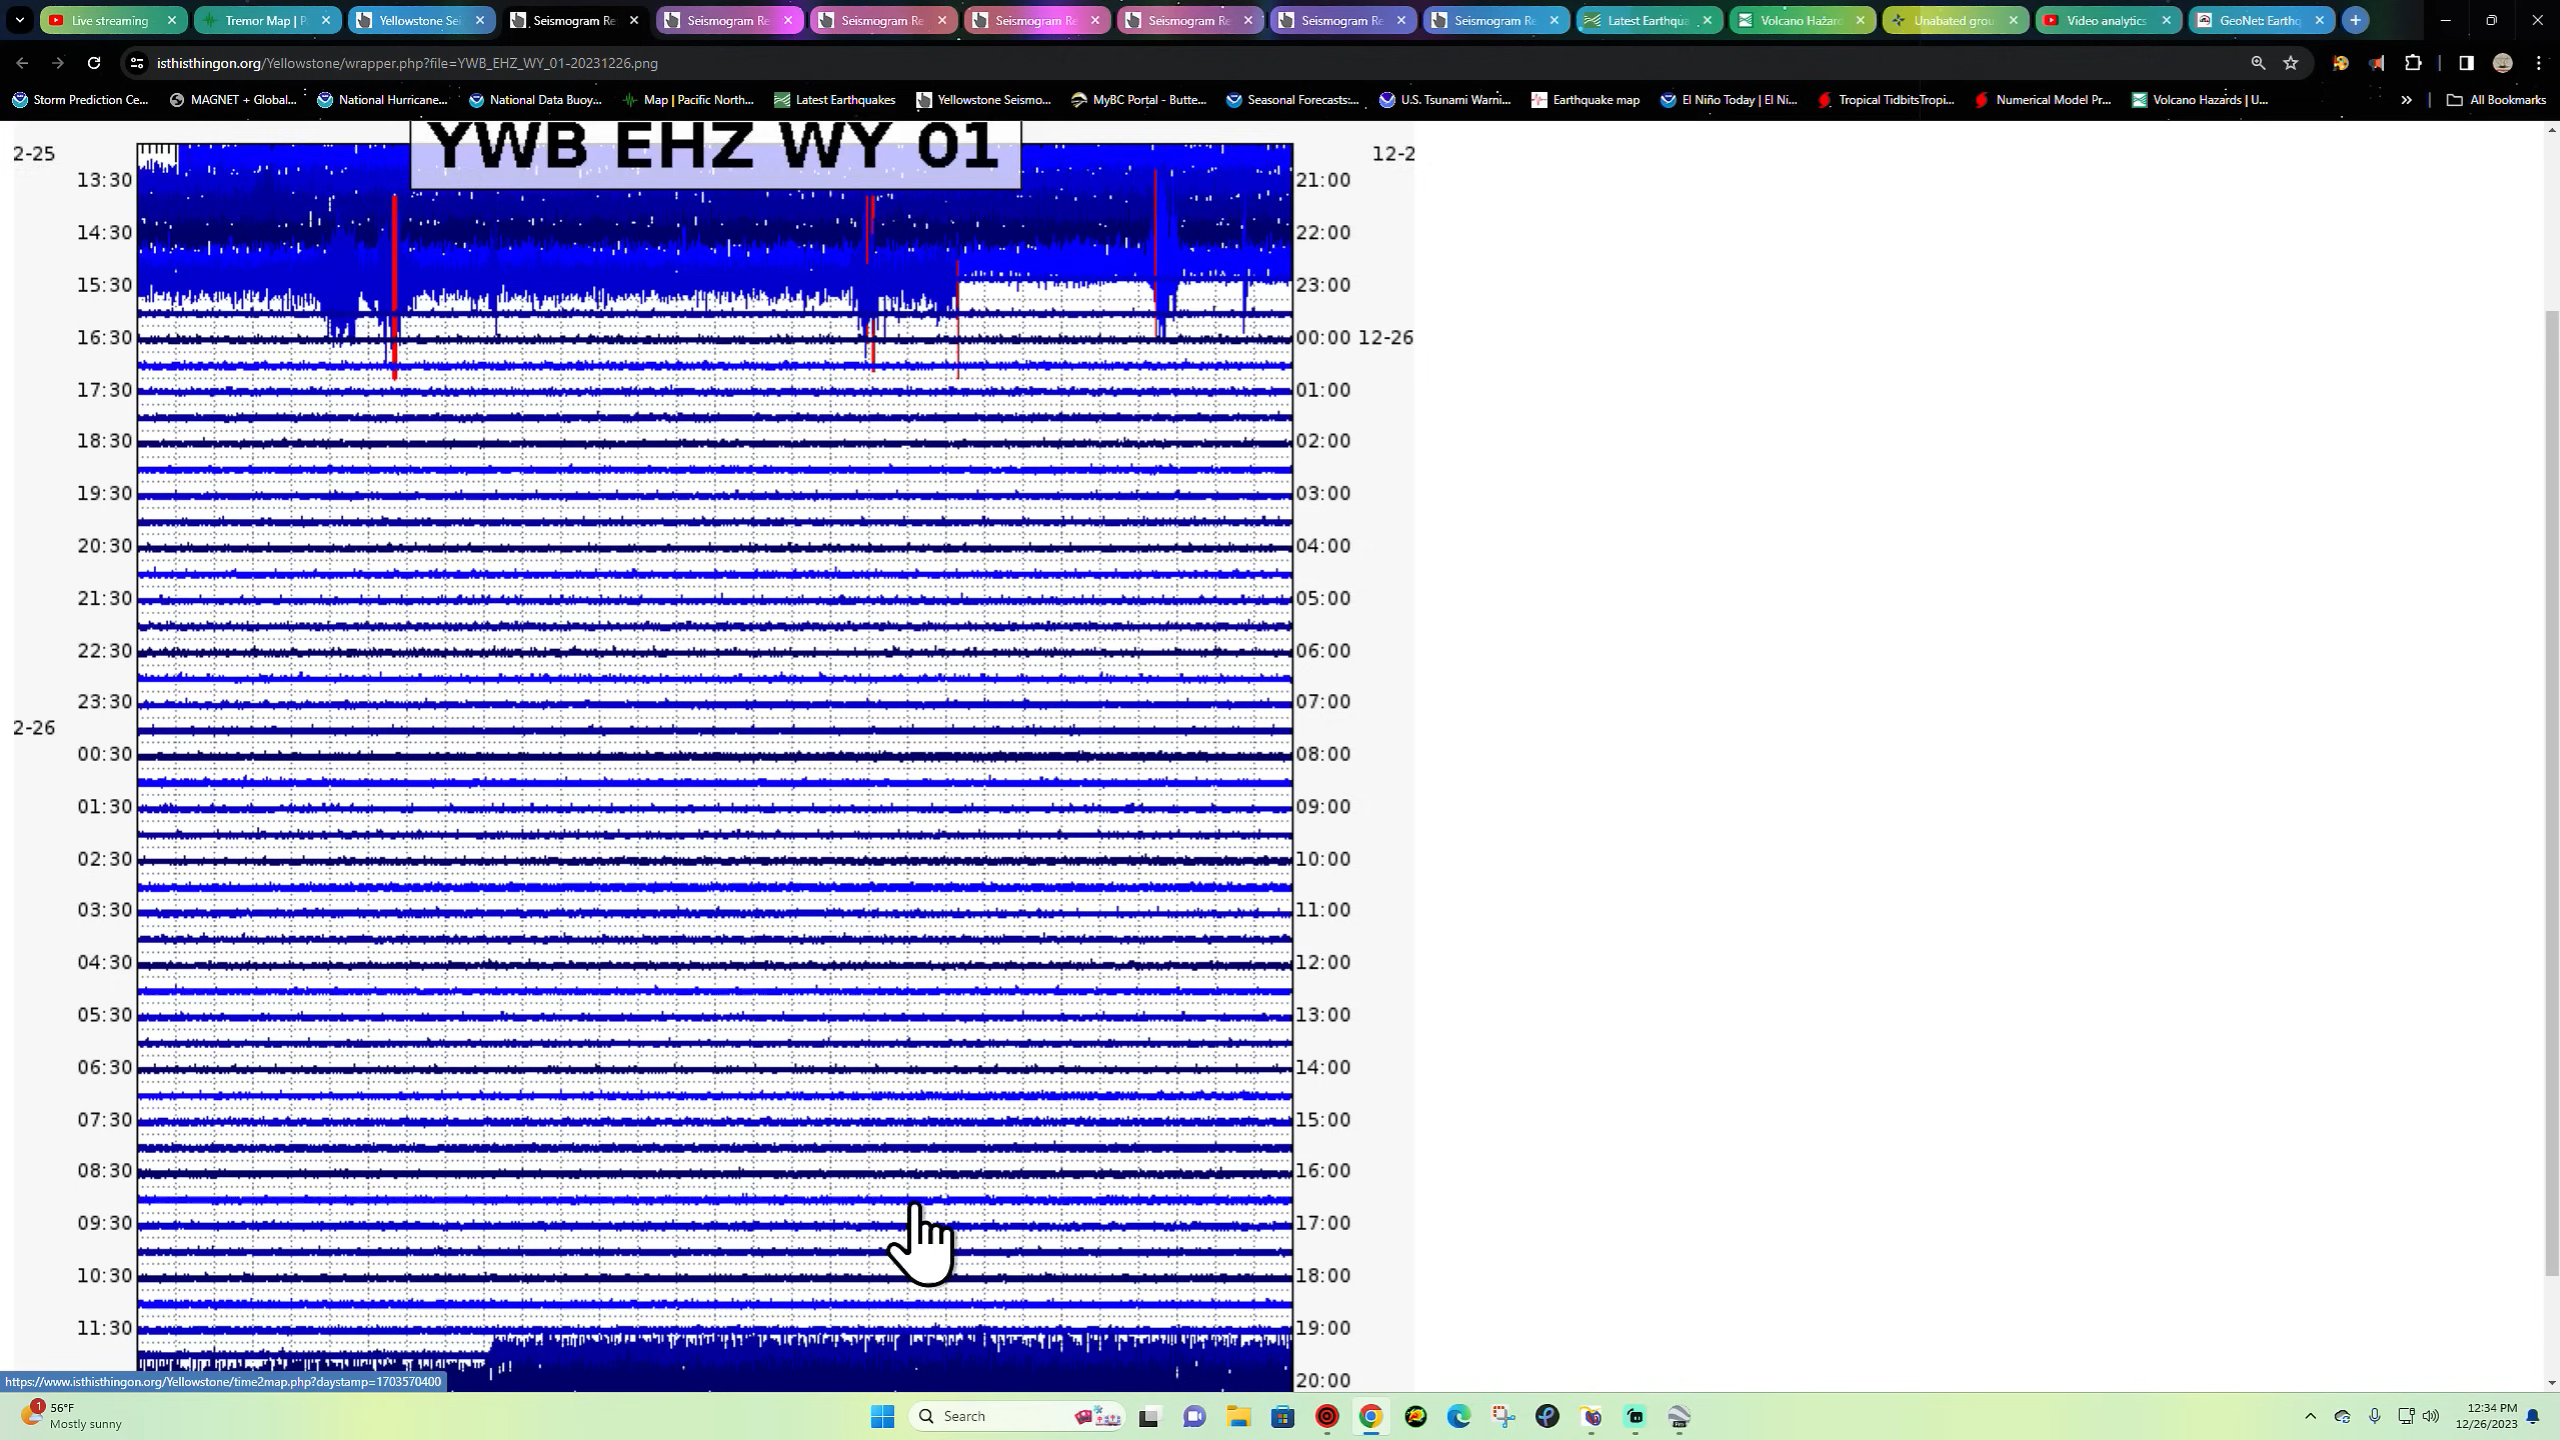 Live streaming
Tremor Map | P
Yellowstone Sei
Seismogram Re
Seismogram Re
Seismogram Re
Seismogram Re
Seismogram Re
Seismogram Re
Seismogram Re
Latest Earthqua
Volcano Hazard
Unabated grou
Video analytics
GeoNet: Earthq
isthisthingon.org/Yellowstone/wrapper.php?file=YWB_EHZ_WY_01-20231226.png
Storm Prediction Ce...
MAGNET + Global...
National Hurricane...
National Data Buoy...
Map | Pacific North...
Latest Earthquakes
Yellowstone Seismo...
MyBC Portal - Butte...
Seasonal Forecasts:...
U.S. Tsunami Warni...
Earthquake map
El Niño Today | El Ni...
Tropical TidbitsTropi...
Numerical Model Pr...
Volcano Hazards | U...
All Bookmarks
YWB EHZ WY 01
2-25
12-2
13:30 21:00
14:30 22:00
15:30 23:00
16:30 00:00 12-26
17:30 01:00
18:30 02:00
19:30 03:00
20:30 04:00
21:30 05:00
22:30 06:00
23:30 07:00
2-26
00:30 08:00
01:30 09:00
02:30 10:00
03:30 11:00
04:30 12:00
05:30 13:00
06:30 14:00
07:30 15:00
08:30 16:00
09:30 17:00
10:30 18:00
11:30 19:00
20:00
https://www.isthisthingon.org/Yellowstone/time2map.php?daystamp=1703570400
1
56°F
Mostly sunny
Search
12:34 PM
12/26/2023